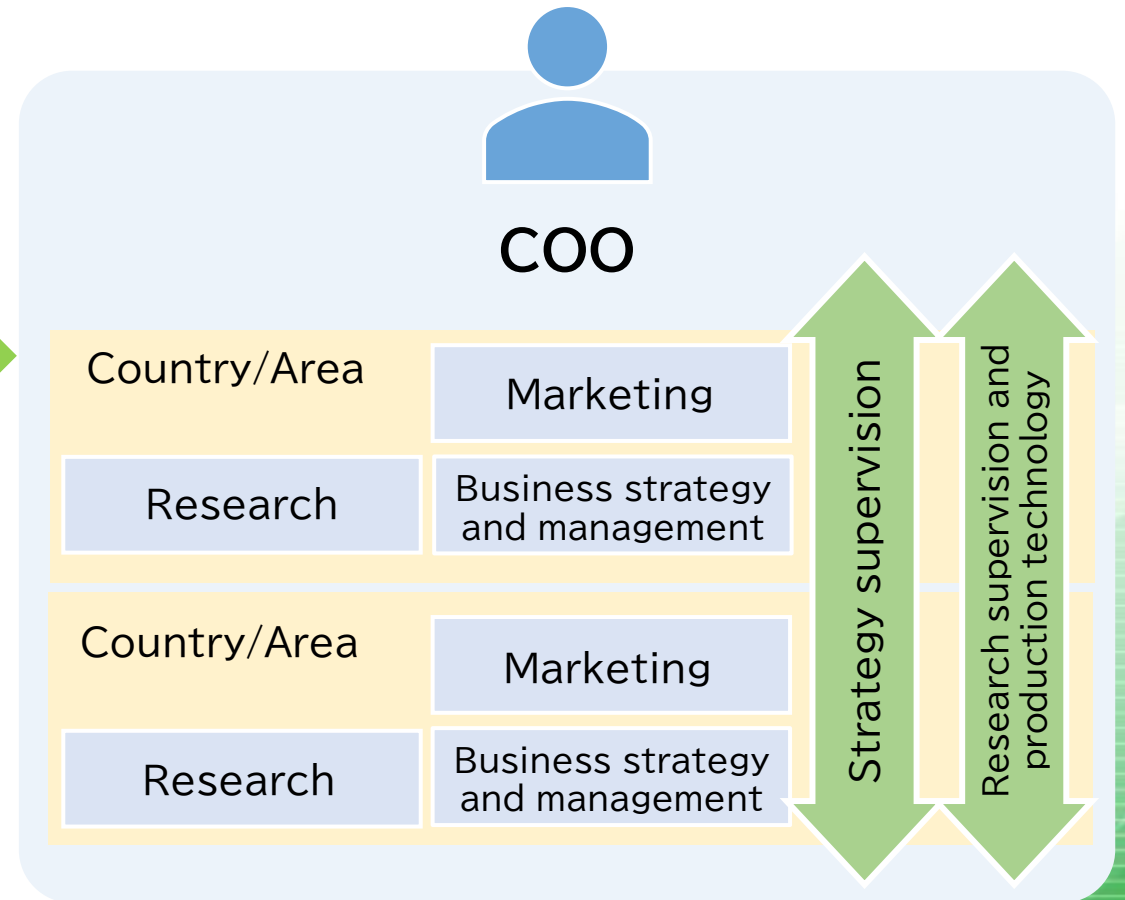 COO
Country/Area
Marketing
Research
Business strategy
and management
Country/Area
Marketing
Research
Business strategy
and management
Strategy supervision
Research supervision and
production technology